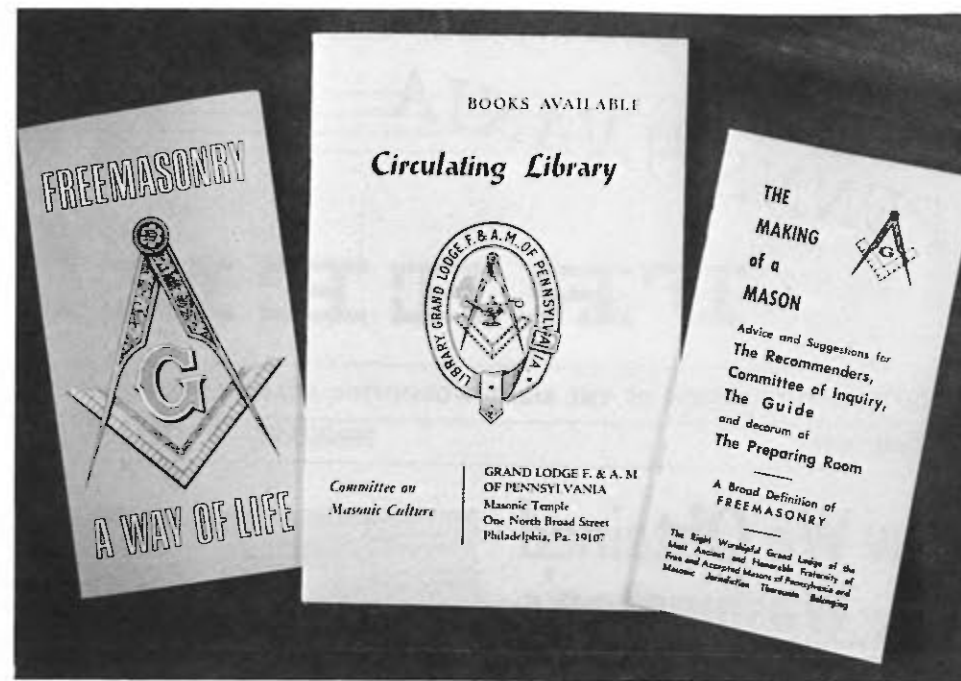 FREEMASONRY
G
A WAY OF LIFE
BOOKS AVAILABLE
Circulating Library
LIBRARY GRAND LODGE, F. & A. M. OF PENNSYLVANIA
Committee on
Masonic Culture
GRAND LODGE F. & A. M
OF PENNSYLVANIA
Masonic Temple
One North Broad Street
Philadelphia, Pa. 19107
THE
MAKING
of a
MASON
G
Advice and Suggestions for
The Recommenders,
Committee of Inquiry,
The Guide
and decorum of
The Preparing Room
A Broad Definition of
FREEMASONRY
The Right Worshipful Grand Lodge of the
Most Ancient and Honorable Fraternity of
Free and Accepted Masons of Pennsylvania and
Masonic Jurisdiction Thereunto Belonging